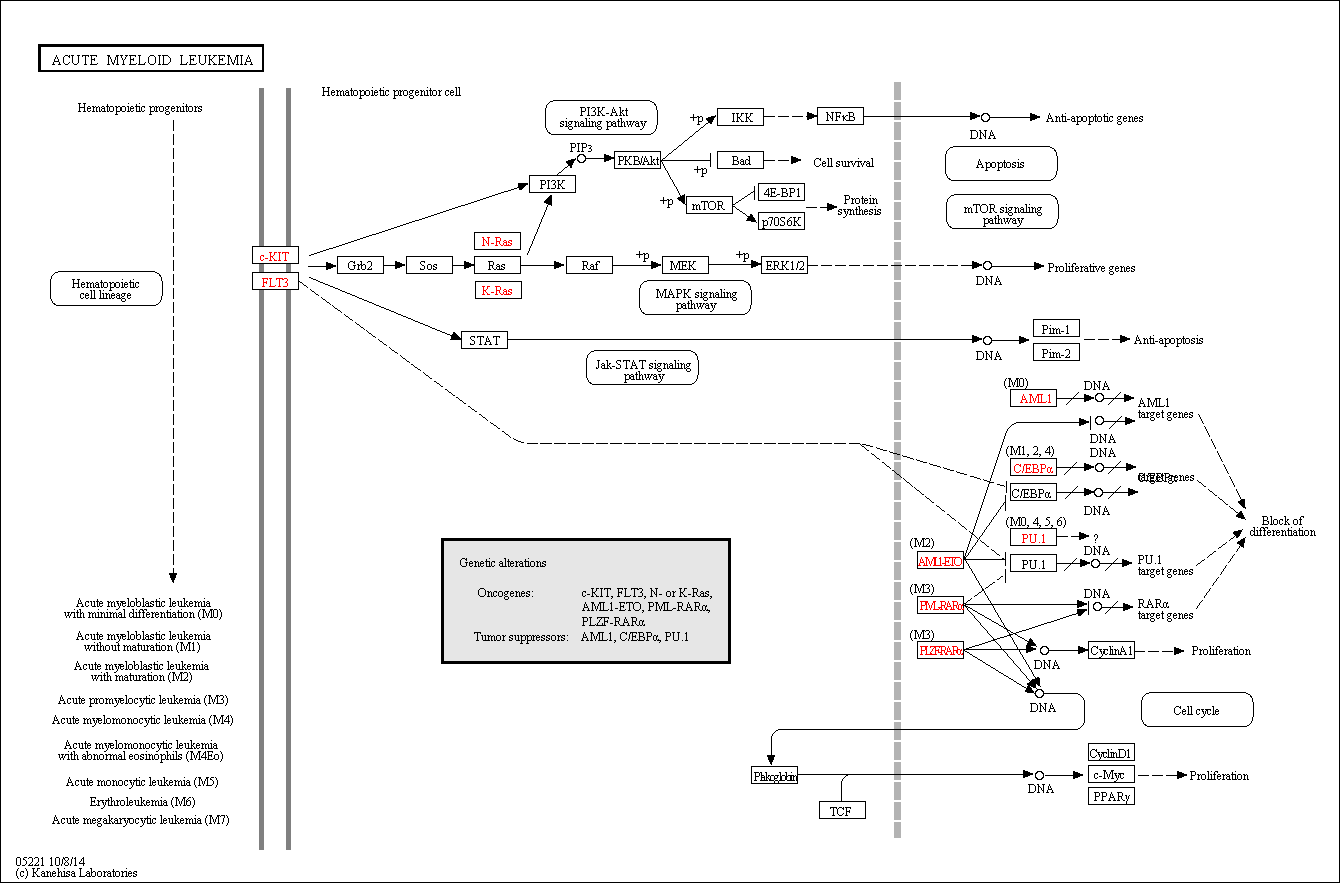 ACUTE MYELOID LEUKEMIA
Hematopoietic progenitors
Hematopoietic cell lineage
Acute myeloblastic leukemia
with minimal differentiation (M0)
Acute myeloblastic leukemia
without maturation (M1)
Acute myeloblastic leukemia
with maturation (M2)
Acute promyelocytic leukemia (M3)
Acute myelomonocytic leukemia (M4)
Acute myelomonocytic leukemia
with abnormal eosinophils (M4Eo)
Acute monocytic leukemia (M5)
Erythroleukemia (M6)
Acute megakaryocytic leukemia (M7)
Hematopoietic progenitor cell
PI3K-Akt
signaling pathway
+p
IKK
NFκB
DNA
Anti-apoptotic genes
PIP3
PKB/Akt
+p
Bad
Cell survival
Apoptosis
PI3K
+p
mTOR
4E-BP1
p70S6K
Protein
synthesis
mTOR signaling
pathway
c-KIT
FLT3
Grb2
Sos
N-Ras
Ras
K-Ras
Raf
+p
MEK
+p
ERK1/2
DNA
Proliferative genes
MAPK signaling
pathway
STAT
DNA
Pim-1
Pim-2
Anti-apoptosis
Jak-STAT signaling
pathway
(M0)
AML1
DNA
AML1
target genes
DNA
(M1, 2, 4)
C/EBPα
DNA
target genes
C/EBPα
DNA
(M0, 4, 5, 6)
PU.1
?
Block of
differentiation
(M2)
AML1-ETO
PU.1
DNA
PU.1
target genes
(M3)
PML-RARα
DNA
RARα
target genes
(M3)
PLZF-RARα
DNA
CyclinA1
Proliferation
DNA
Cell cycle
Genetic alterations
Oncogenes: c-KIT, FLT3, N- or K-Ras,
AML1-ETO, PML-RARα,
PLZF-RARα
Tumor suppressors: AML1, C/EBPα, PU.1
Plakoglobin
TCF
DNA
CyclinD1
c-Myc
PPARγ
Proliferation
05221 10/8/14
(c) Kanehisa Laboratories